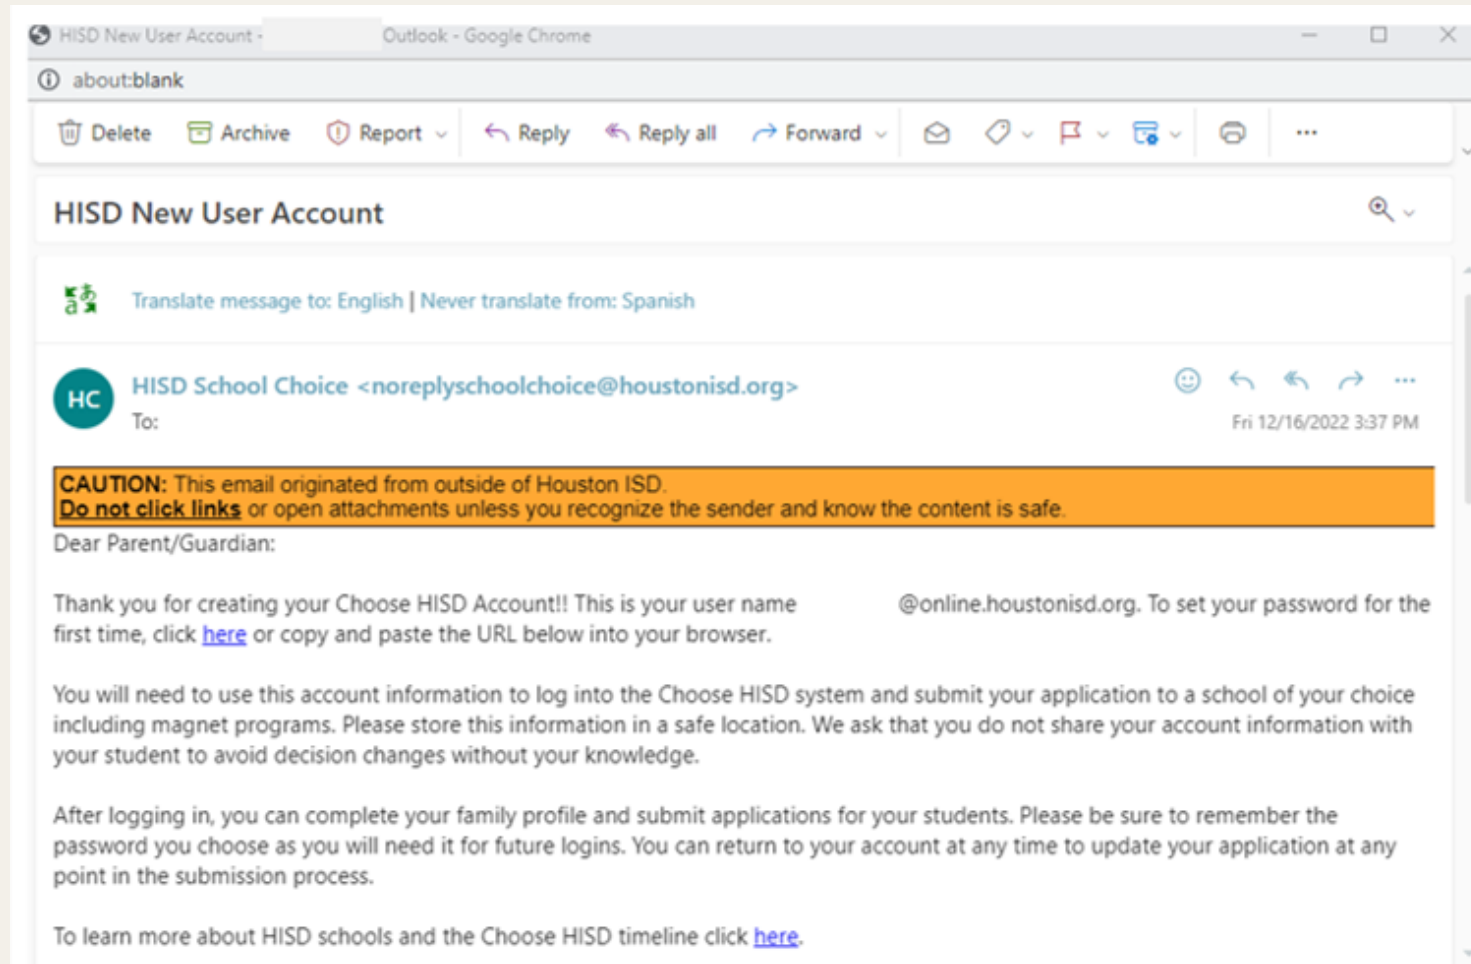 HISD New User Account - Outlook - Google Chrome
about:blank
Delete Archive Report Reply Reply all Forward
HISD New User Account
Translate message to: English | Never translate from: Spanish
HC HISD School Choice <noreplyschoolchoice@houstonisd.org>
To:
Fri 12/16/2022 3:37 PM
CAUTION: This email originated from outside of Houston ISD.
Do not click links or open attachments unless you recognize the sender and know the content is safe.
Dear Parent/Guardian:
Thank you for creating your Choose HISD Account!! This is your user name @online.houstonisd.org. To set your password for the
first time, click here or copy and paste the URL below into your browser.
You will need to use this account information to log into the Choose HISD system and submit your application to a school of your choice
including magnet programs. Please store this information in a safe location. We ask that you do not share your account information with
your student to avoid decision changes without your knowledge.
After logging in, you can complete your family profile and submit applications for your students. Please be sure to remember the
password you choose as you will need it for future logins. You can return to your account at any time to update your application at any
point in the submission process.
To learn more about HISD schools and the Choose HISD timeline click here.